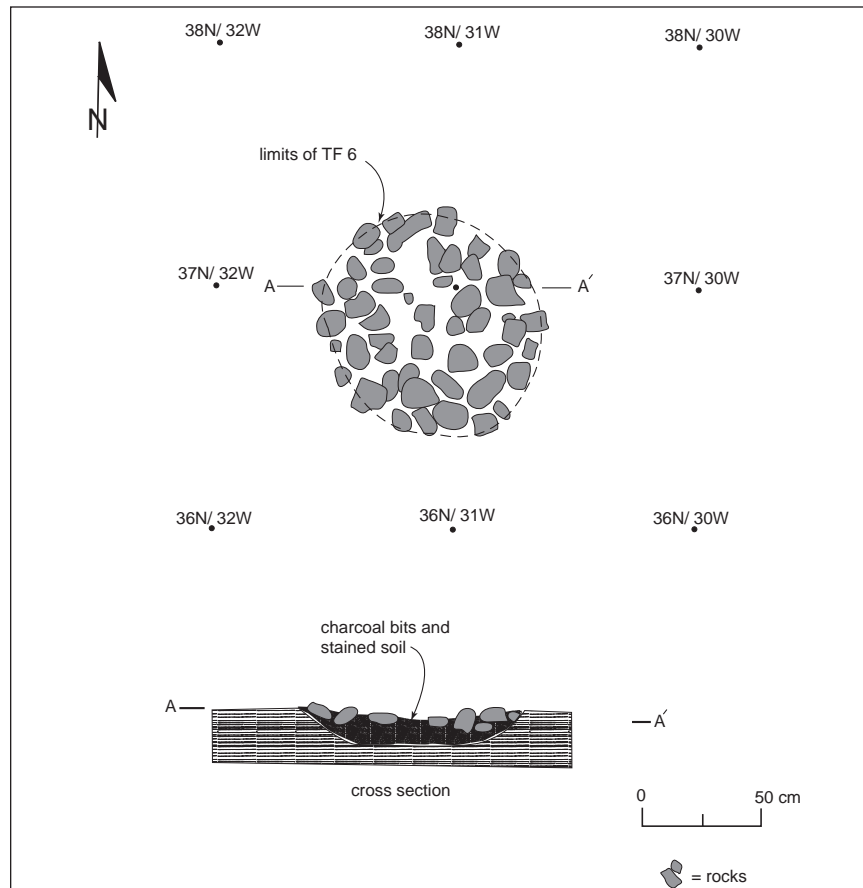 38N/ 32W
38N/ 31W
38N/ 30W
N
limits of TF 6
37N/ 32W
A
A′
37N/ 30W
36N/ 32W
36N/ 31W
36N/ 30W
charcoal bits and
stained soil
A
A′
cross section
0
50 cm
= rocks